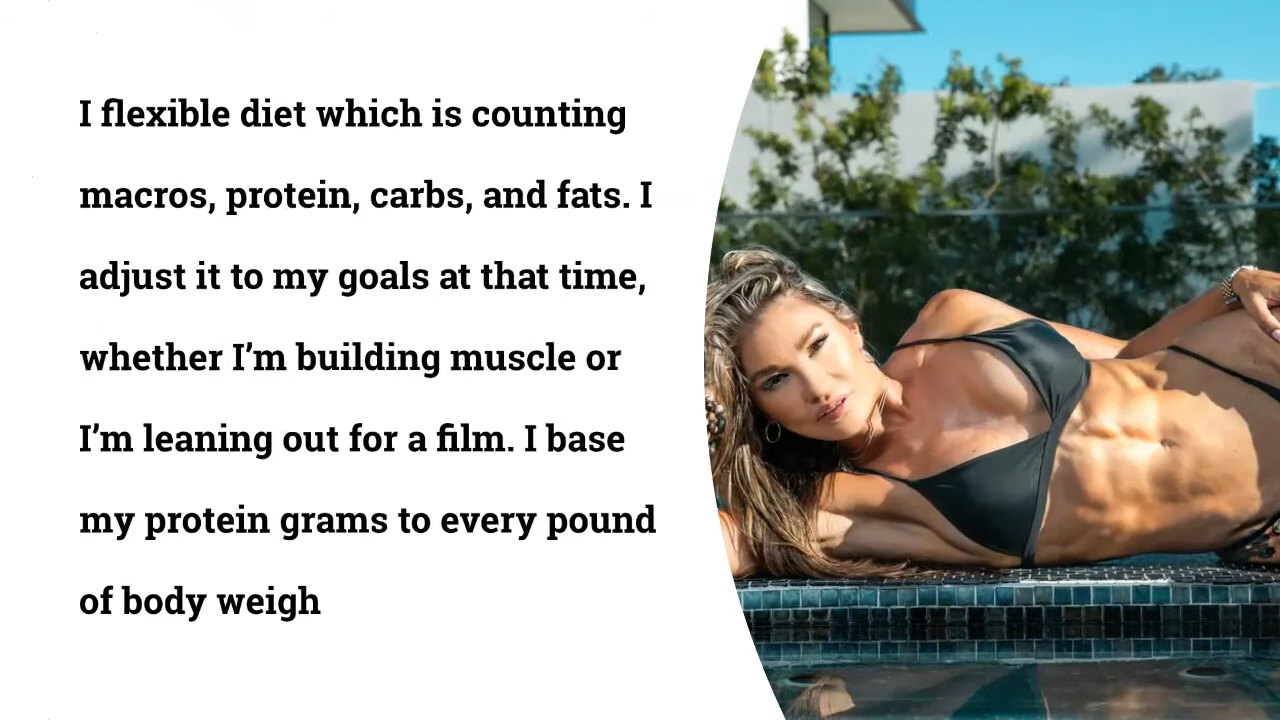 I flexible diet which is counting
macros, protein, carbs, and fats. I
adjust it to my goals at that time,
whether I’m building muscle or
I’m leaning out for a film. I base
my protein grams to every pound
of body weigh